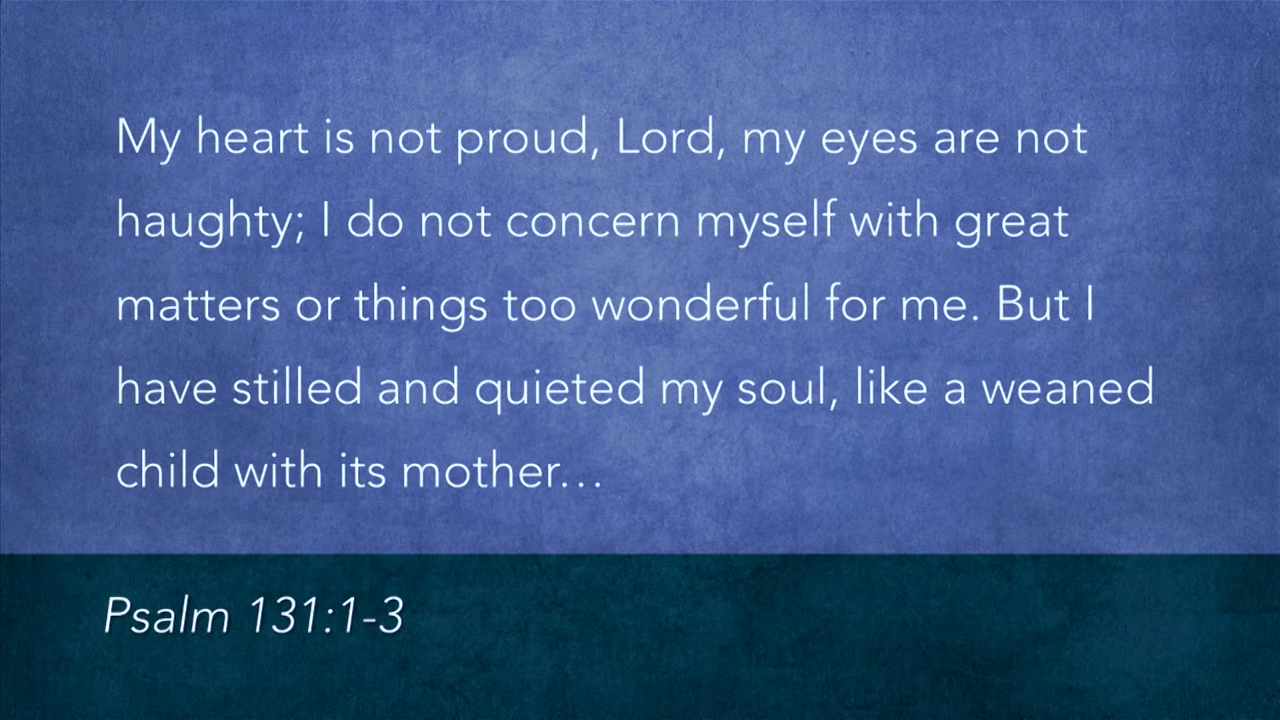 My heart is not proud, Lord, my eyes are not
haughty; I do not concern myself with great
matters or things too wonderful for me. But I
have stilled and quieted my soul, like a weaned
child with its mother…
Psalm 131:1-3